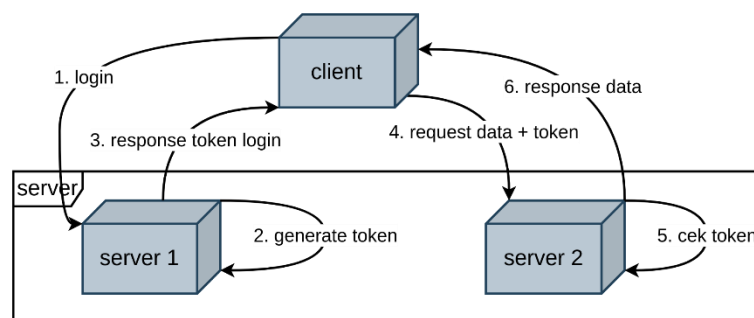 client
1. login
6. response data
3. response token login
4. request data + token
server
server 1
2. generate token
server 2
5. cek token